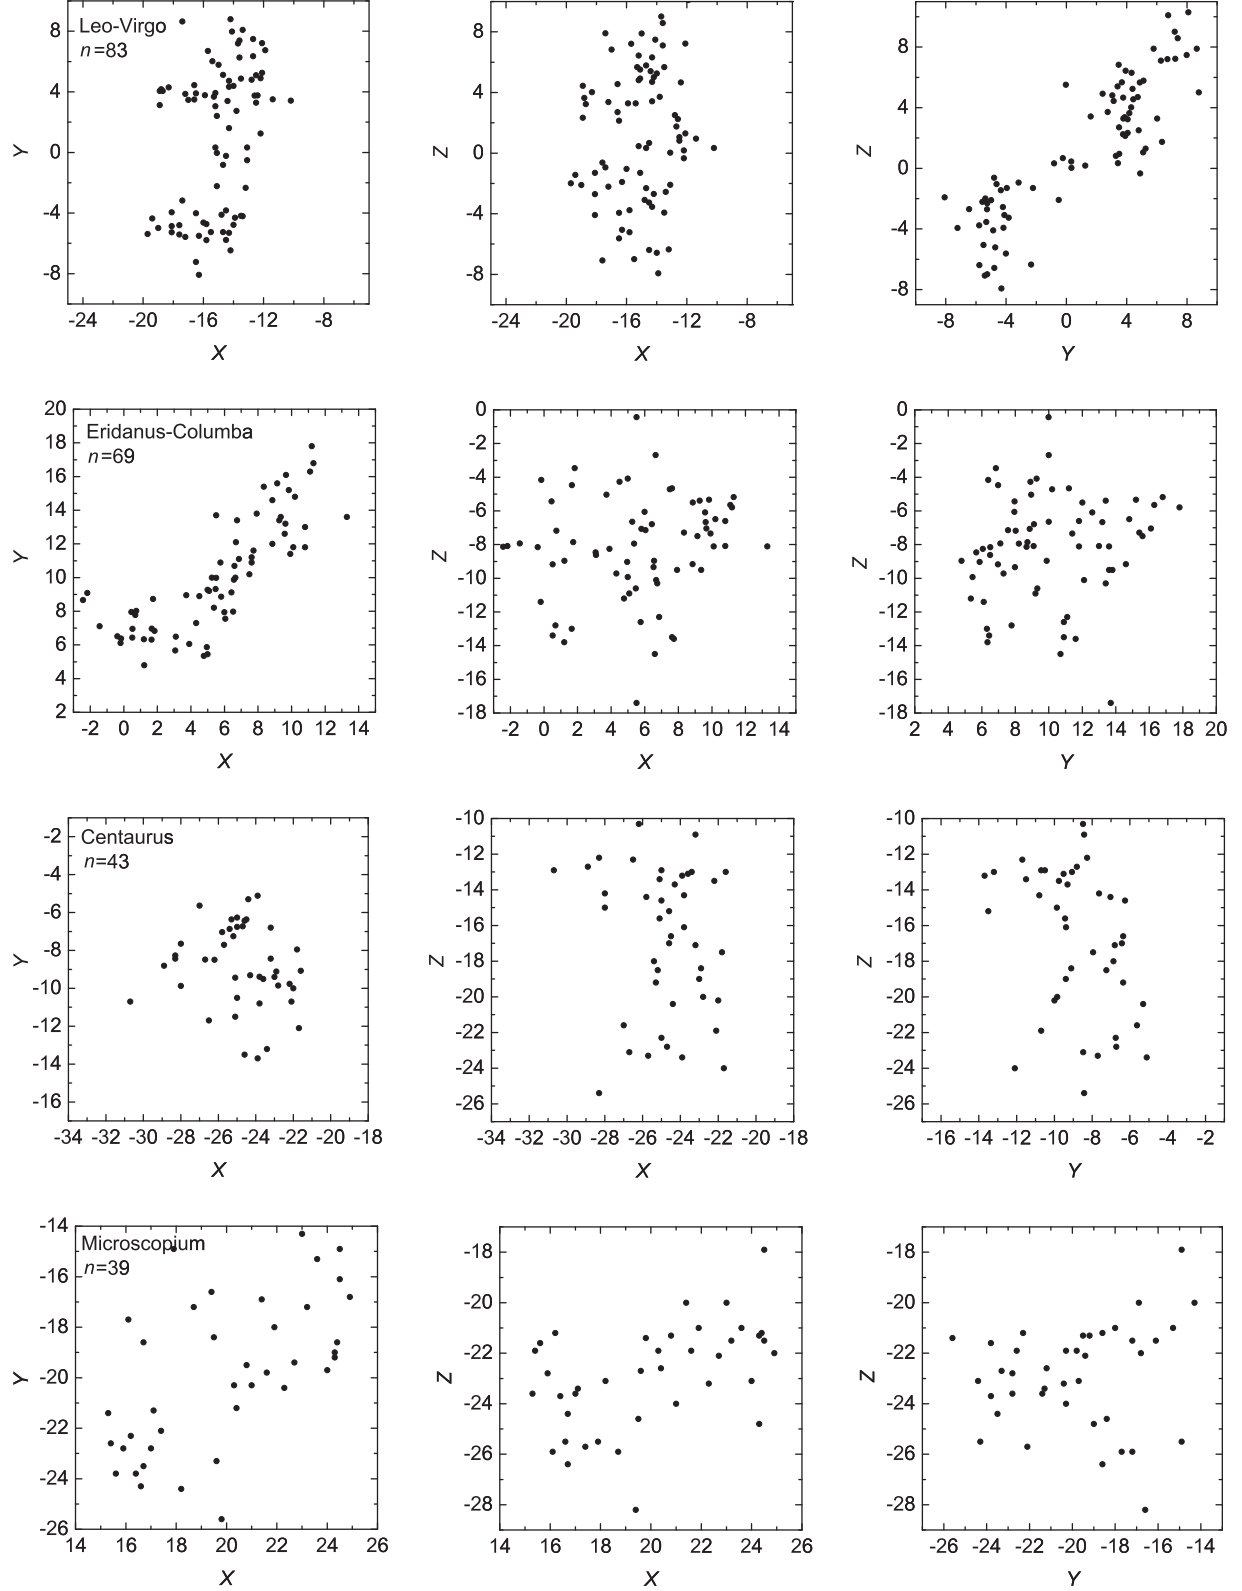 8
4
0
-4
-8
Y
Leo-Virgo
n=83
-24 -20 -16 -12 -8
X
8
4
0
-4
-8
Z
-24 -20 -16 -12 -8
X
8
4
0
-4
-8
Z
-8 -4 0 4 8
Y
20
18
16
14
12
10
8
6
4
2
Y
Eridanus-Columba
n=69
-2 0 2 4 6 8 10 12 14
X
0
-2
-4
-6
-8
-10
-12
-14
-16
-18
Z
-2 0 2 4 6 8 10 12 14
X
0
-2
-4
-6
-8
-10
-12
-14
-16
-18
Z
2 4 6 8 10 12 14 16 18 20
Y
-2
-4
-6
-8
-10
-12
-14
-16
Y
Centaurus
n=43
-34 -32 -30 -28 -26 -24 -22 -20 -18
X
-10
-12
-14
-16
-18
-20
-22
-24
-26
Z
-34 -32 -30 -28 -26 -24 -22 -20 -18
X
-10
-12
-14
-16
-18
-20
-22
-24
-26
Z
-16 -14 -12 -10 -8 -6 -4 -2
Y
-14
-16
-18
-20
-22
-24
-26
Y
Microscopium
n=39
14 16 18 20 22 24 26
X
-18
-20
-22
-24
-26
-28
Z
14 16 18 20 22 24 26
X
-18
-20
-22
-24
-26
-28
Z
-26 -24 -22 -20 -18 -16 -14
Y